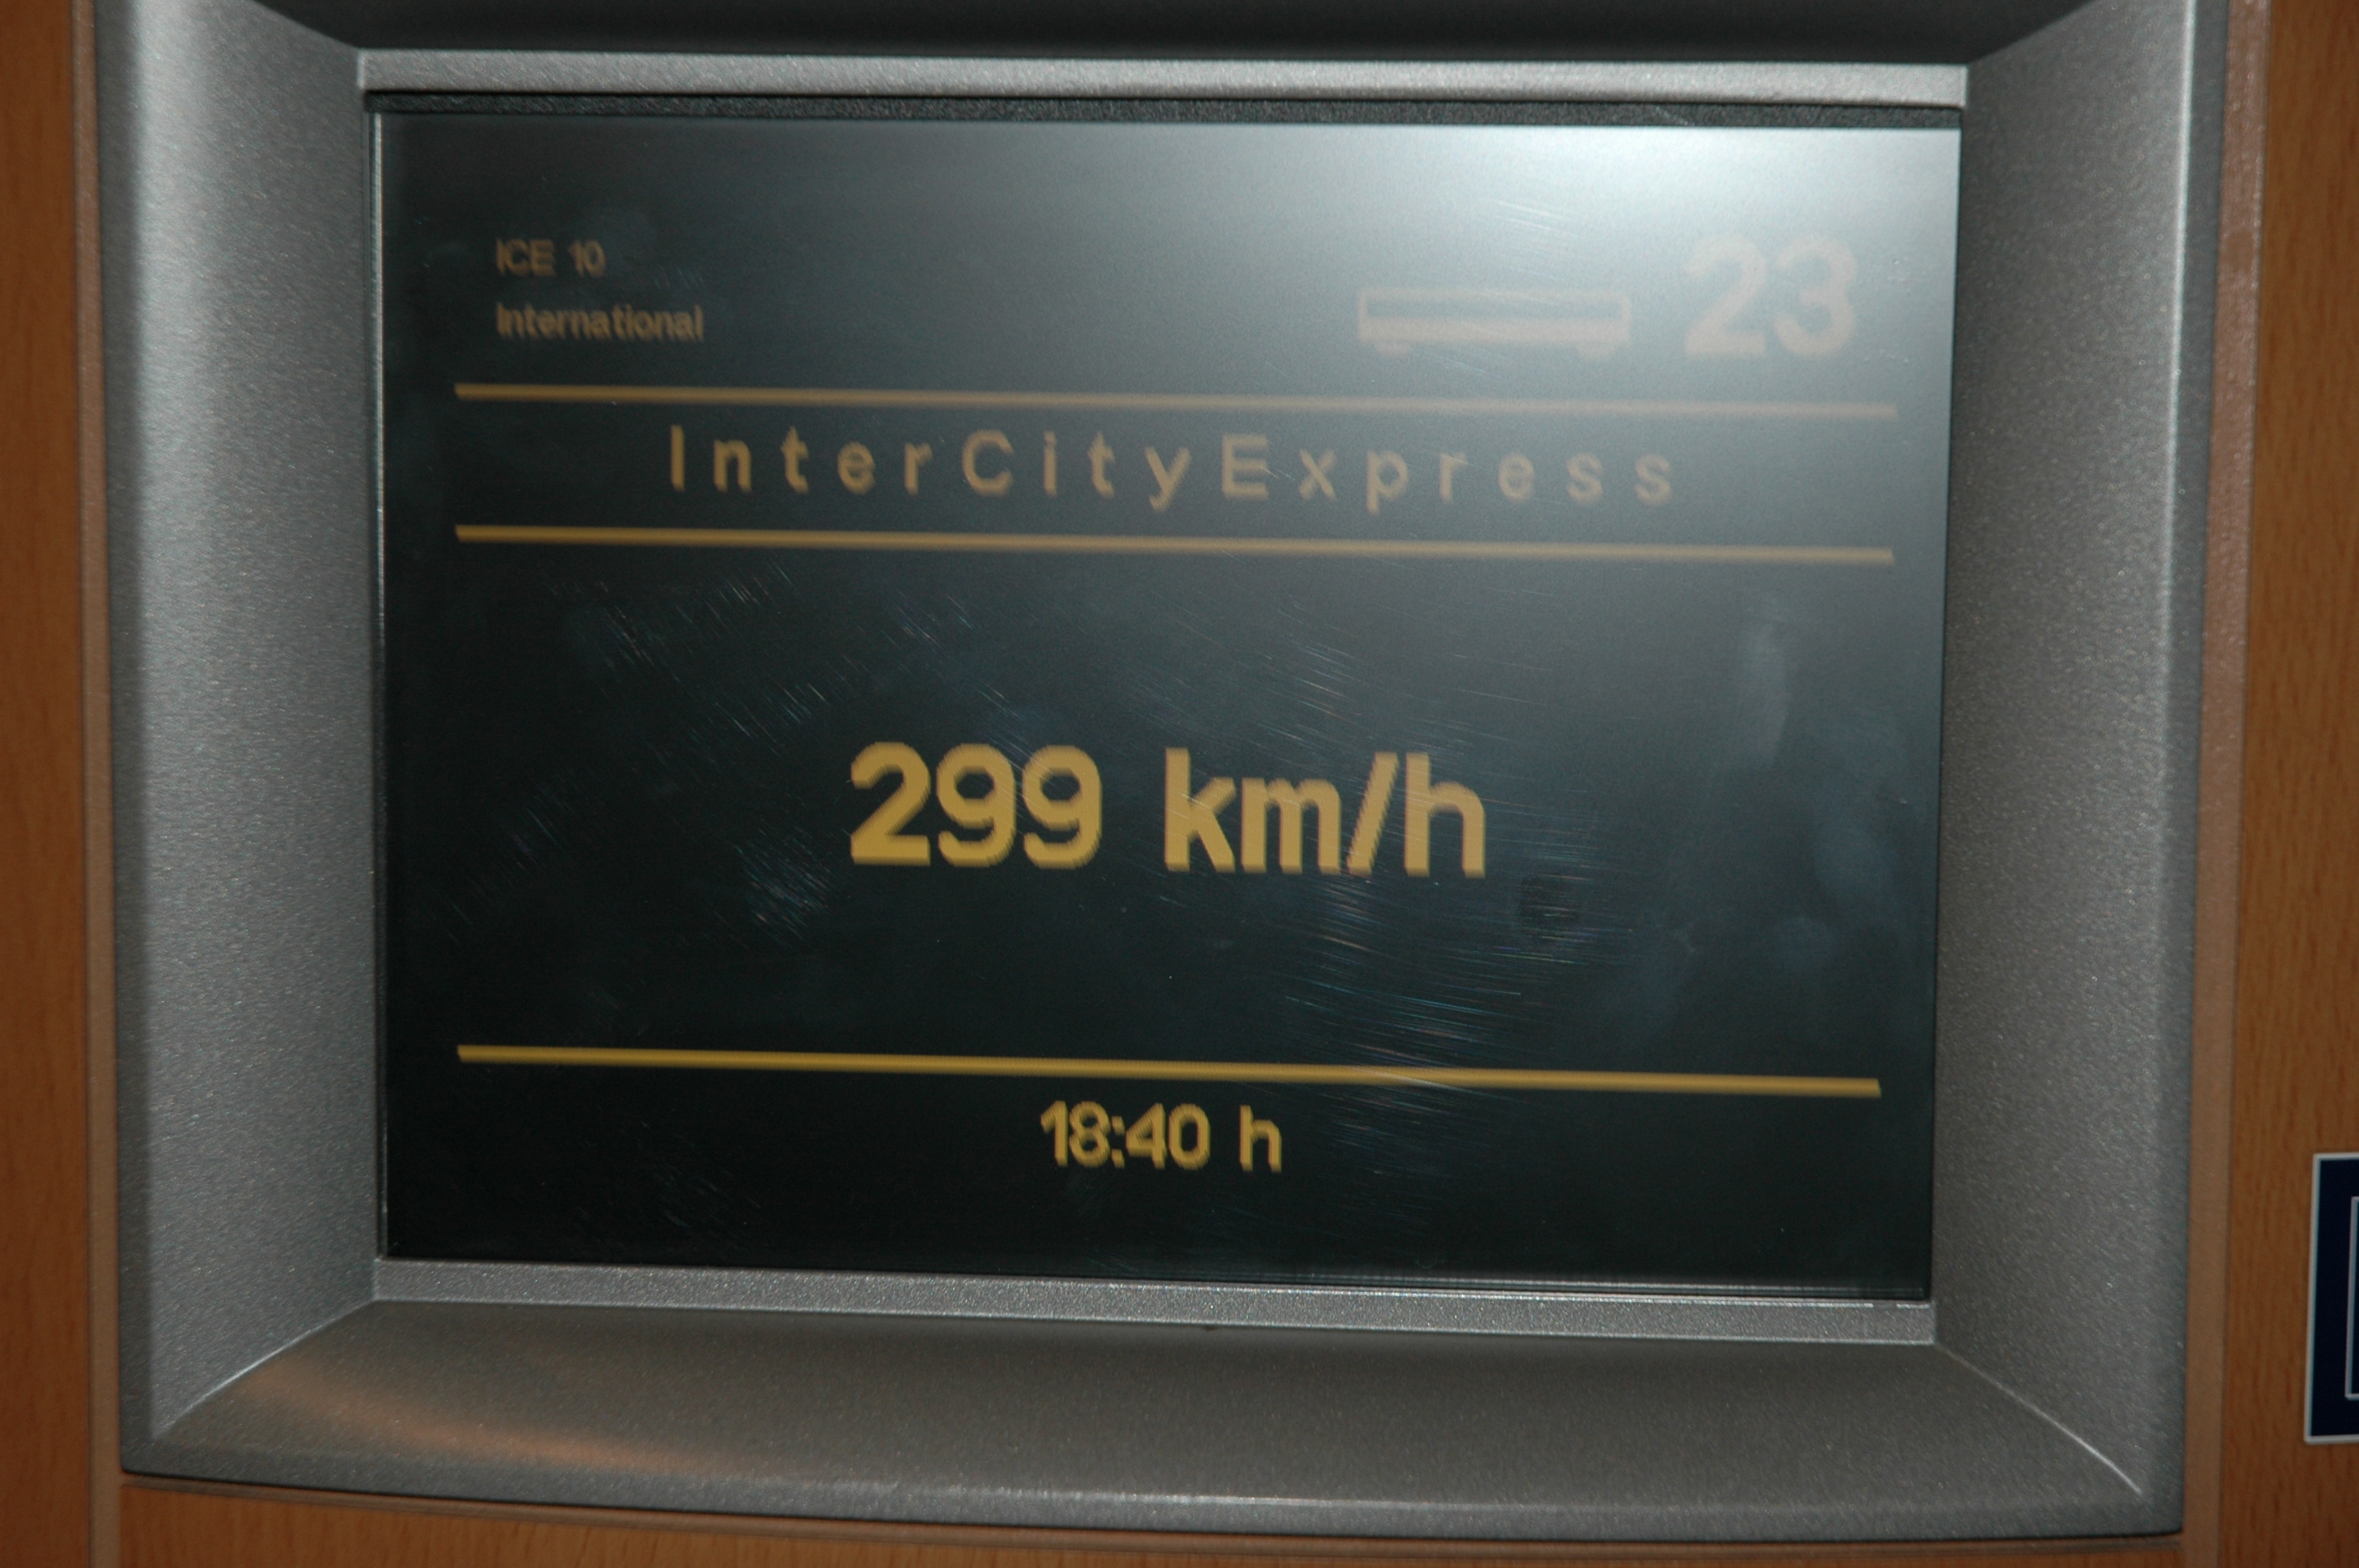 ICE 10
International
23
InterCityExpress
299 km/h
18:40 h